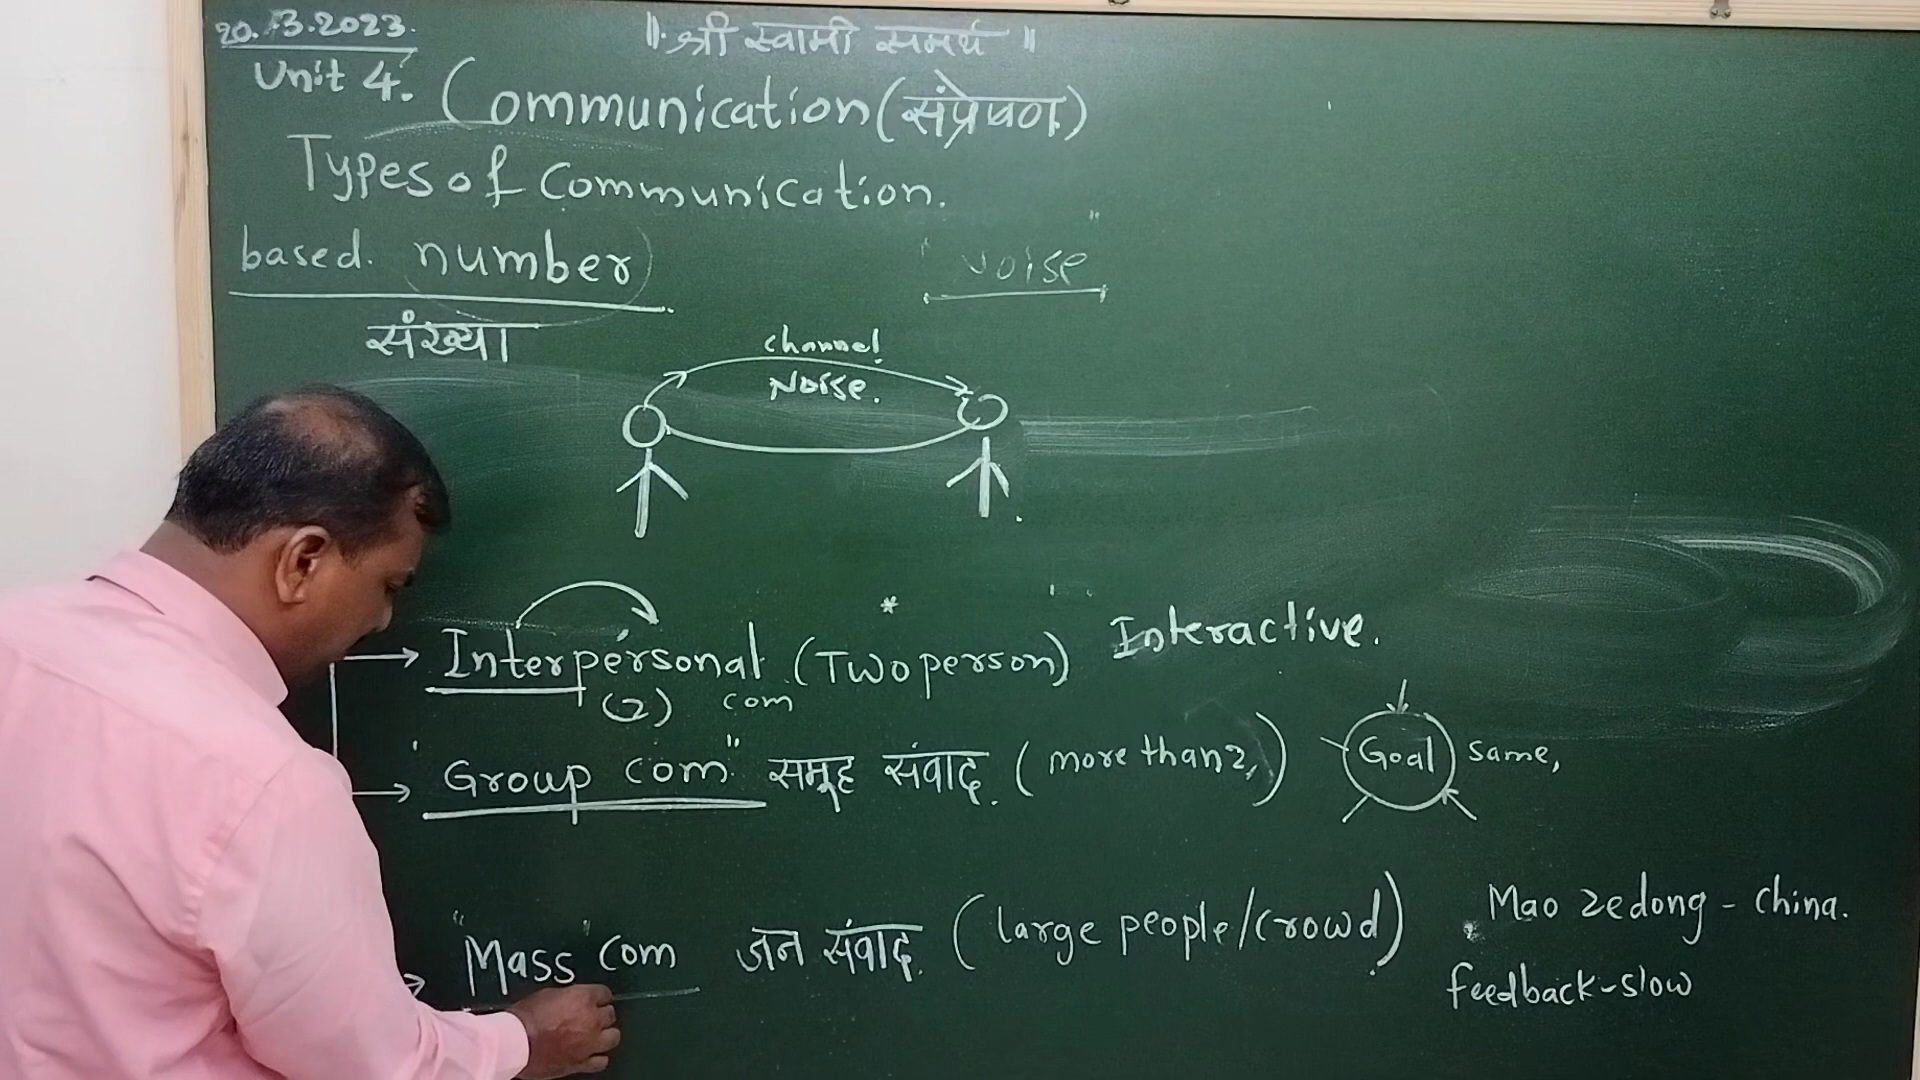 20.3.2023.
॥ श्री स्वामी समर्थ ॥
Unit 4.
Communication (संप्रेषण)
Types of Communication.
based. number
"Noise"
संख्या
channel
Noise.
*
Interpersonal (Two person) Interactive.
(2) com
"Group com" समूह संवाद. (more than 2,) Goal same,
"Mass" com जन संवाद. (large people/crowd) Mao zedong - china.
feedback-slow